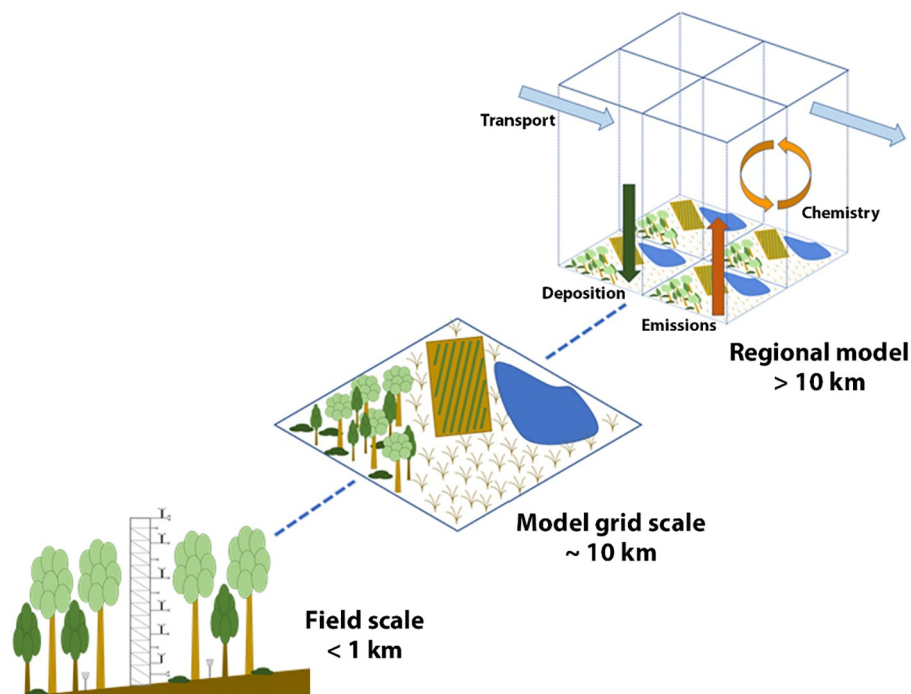 Transport
Chemistry
Deposition
Emissions
Regional model
> 10 km
Model grid scale
~ 10 km
Field scale
< 1 km